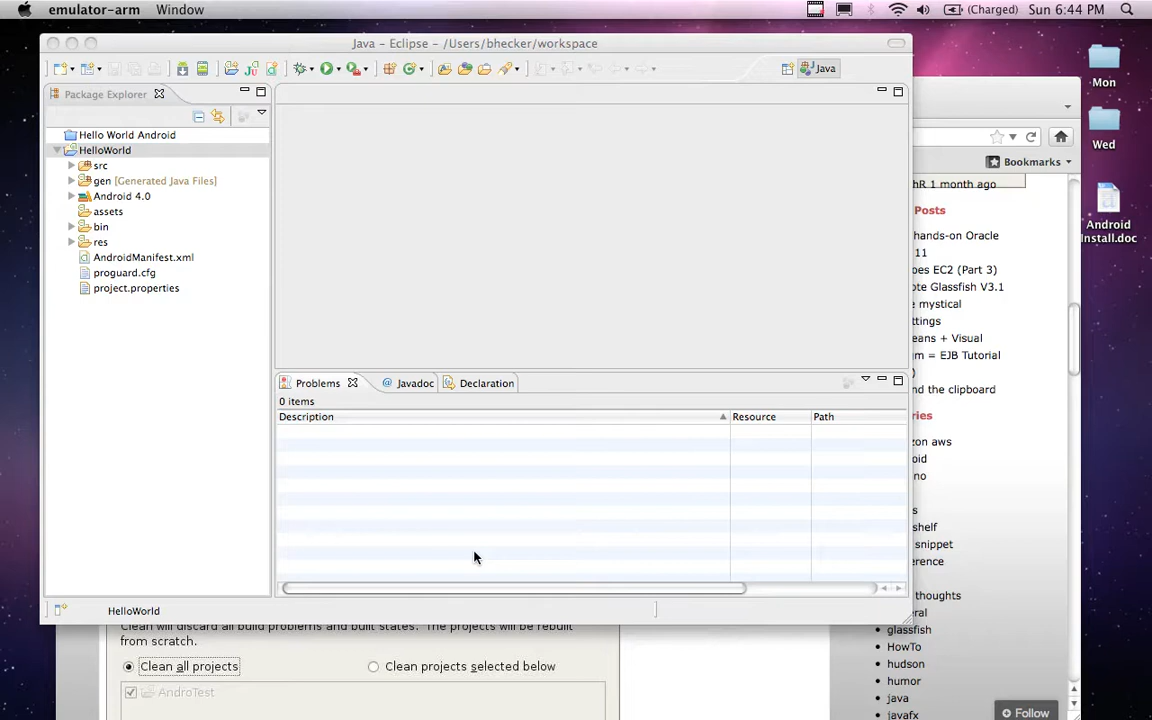 emulator-arm Window (Charged) Sun 6:44 PM
Java – Eclipse – /Users/bhecker/workspace
Java
Package Explorer
Hello World Android
HelloWorld
src
gen [Generated Java Files]
Android 4.0
assets
bin
res
AndroidManifest.xml
proguard.cfg
project.properties
Problems
@ Javadoc
Declaration
0 items
Description Resource Path
HelloWorld
Clean will discard all build problems and built states. The projects will be rebuilt
from scratch.
Clean all projects
Clean projects selected below
AndroTest
Bookmarks
hR 1 month ago
Posts
hands-on Oracle
11
pes EC2 (Part 3)
ote Glassfish V3.1
e mystical
ttings
eans + Visual
um = EJB Tutorial
)
nd the clipboard
ries
zon aws
oid
no
s
shelf
snippet
erence
thoughts
eral
glassfish
HowTo
hudson
humor
java
javafx
Follow
Mon
Wed
Android
Install.doc